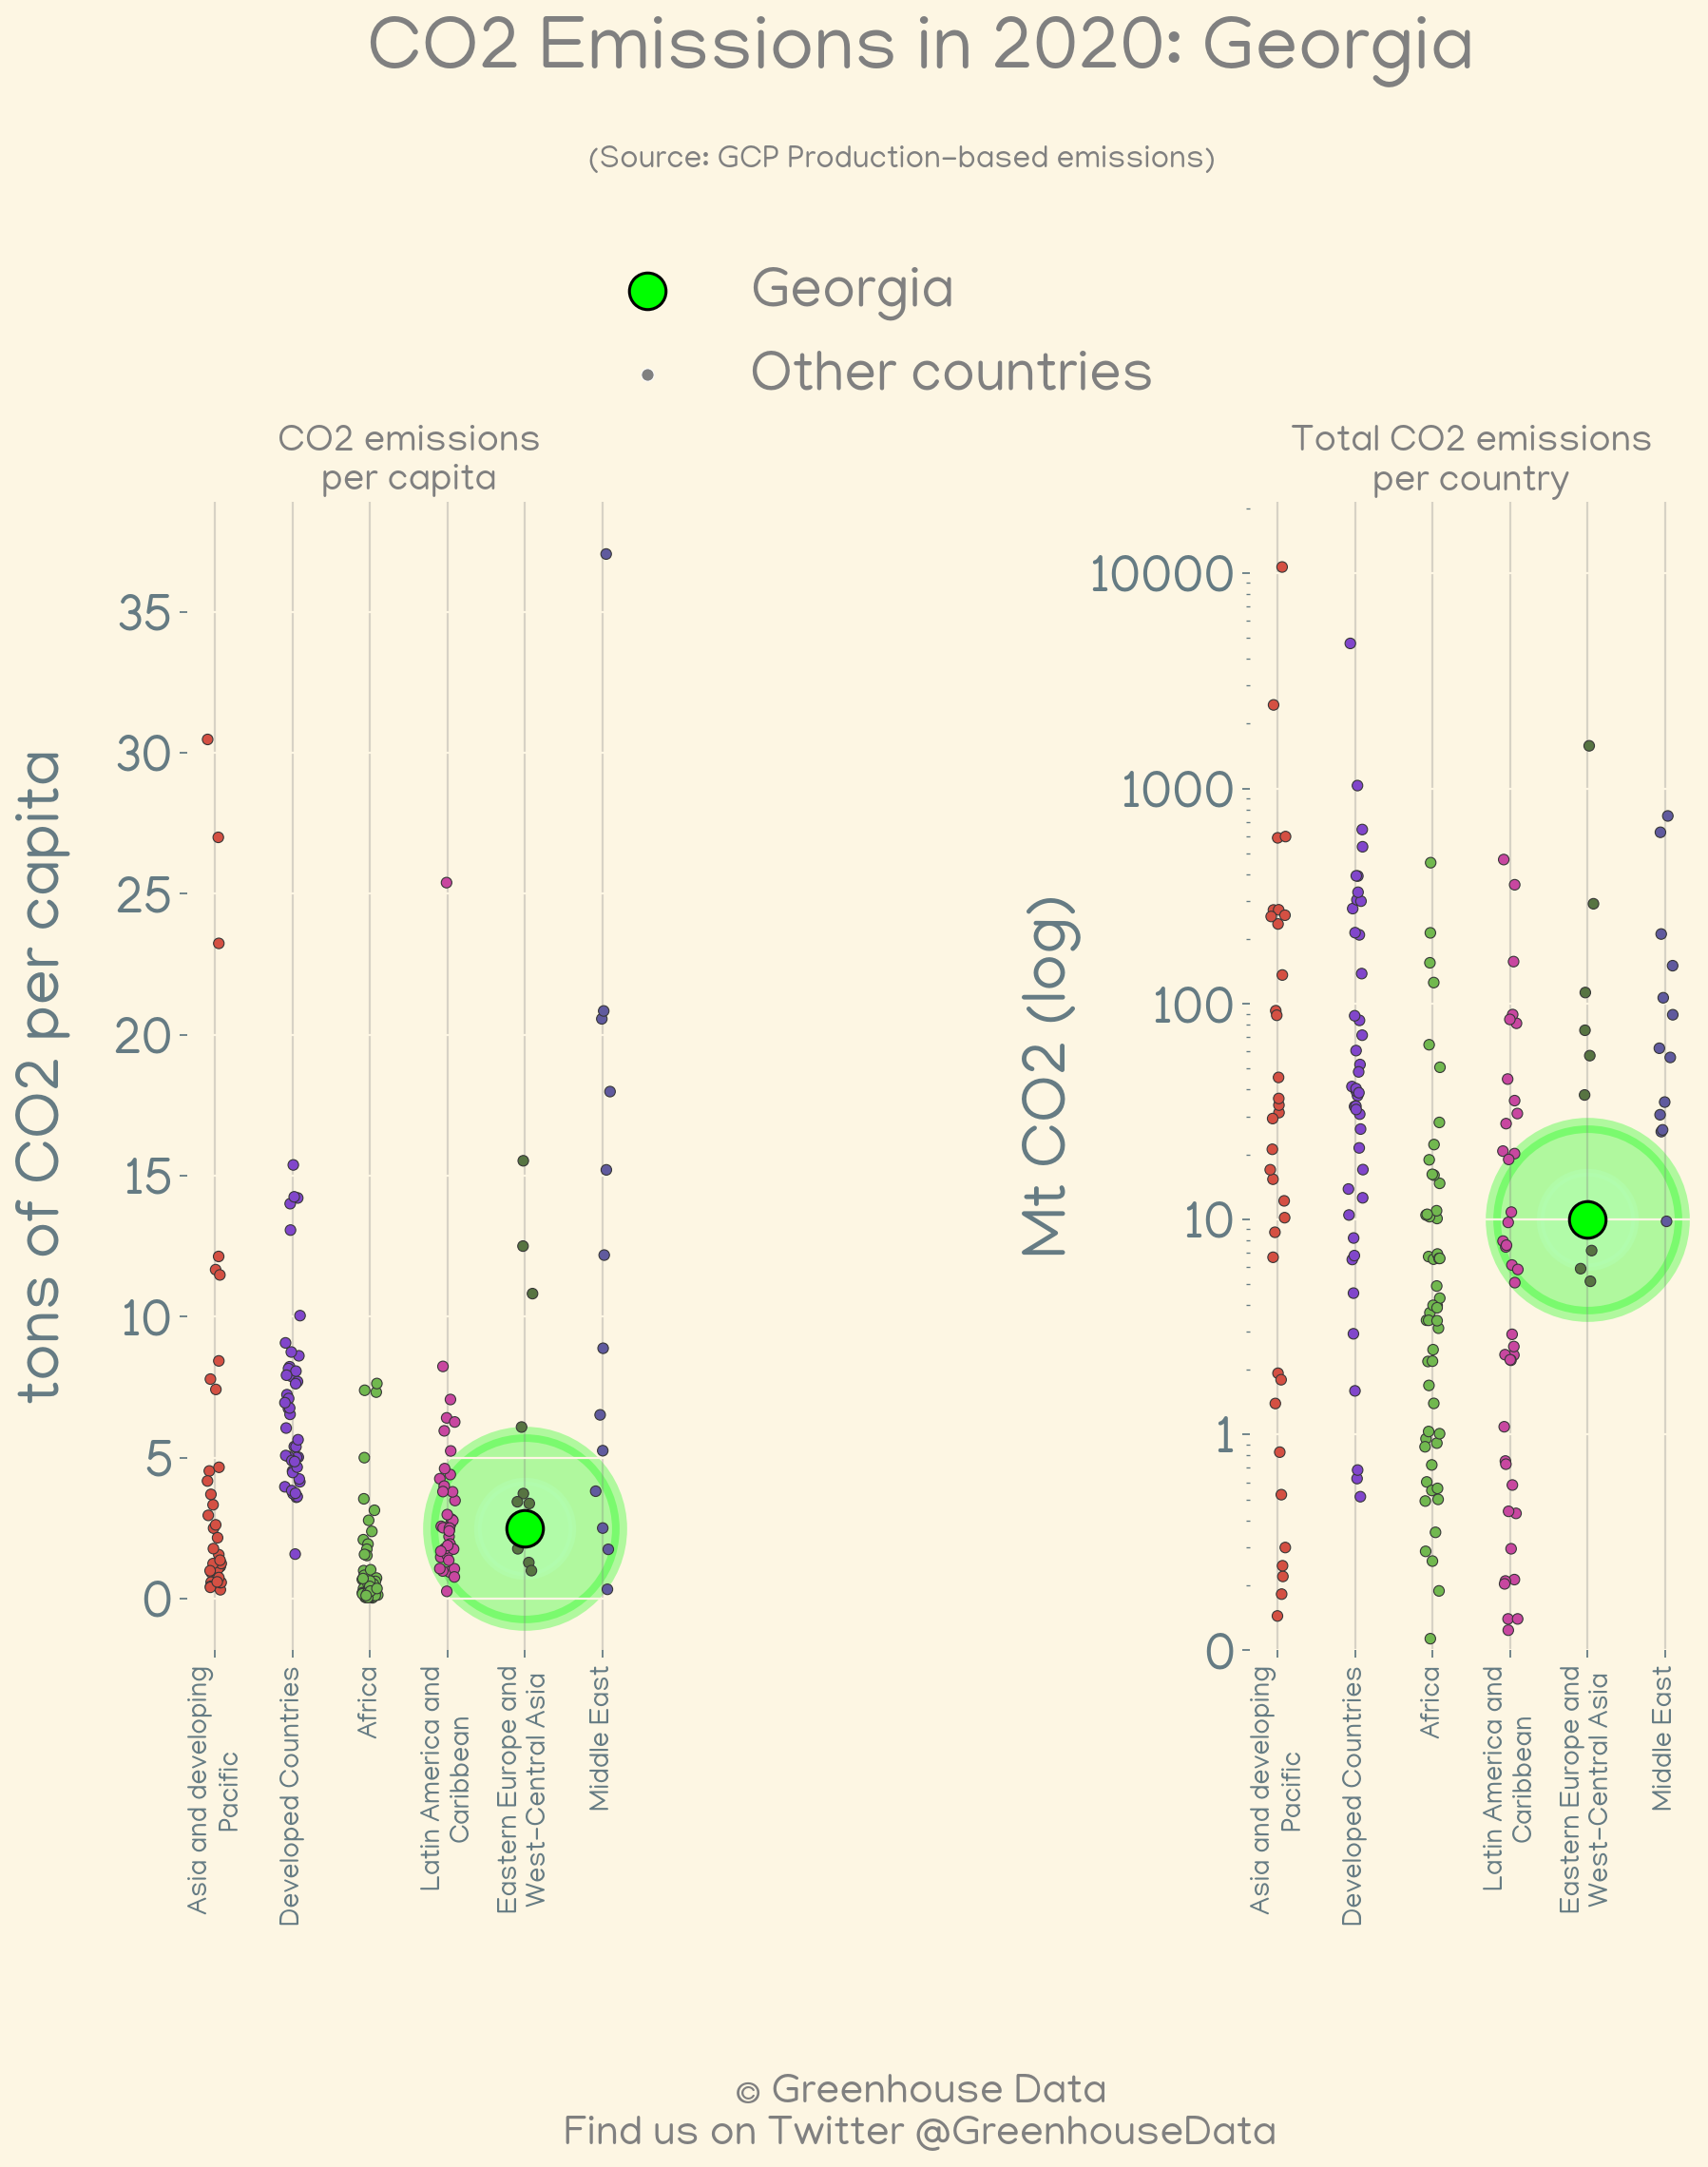 CO2 Emissions in 2020: Georgia
(Source: GCP Production-based emissions)
Georgia
Other countries
CO2 emissions
per capita
tons of CO2 per capita
35
30
25
20
15
10
5
0
Asia and developing
Pacific
Developed Countries
Africa
Latin America and
Caribbean
Eastern Europe and
West-Central Asia
Middle East
Total CO2 emissions
per country
Mt CO2 (log)
10000
1000
100
10
1
0
Asia and developing
Pacific
Developed Countries
Africa
Latin America and
Caribbean
Eastern Europe and
West-Central Asia
Middle East
© Greenhouse Data
Find us on Twitter @GreenhouseData